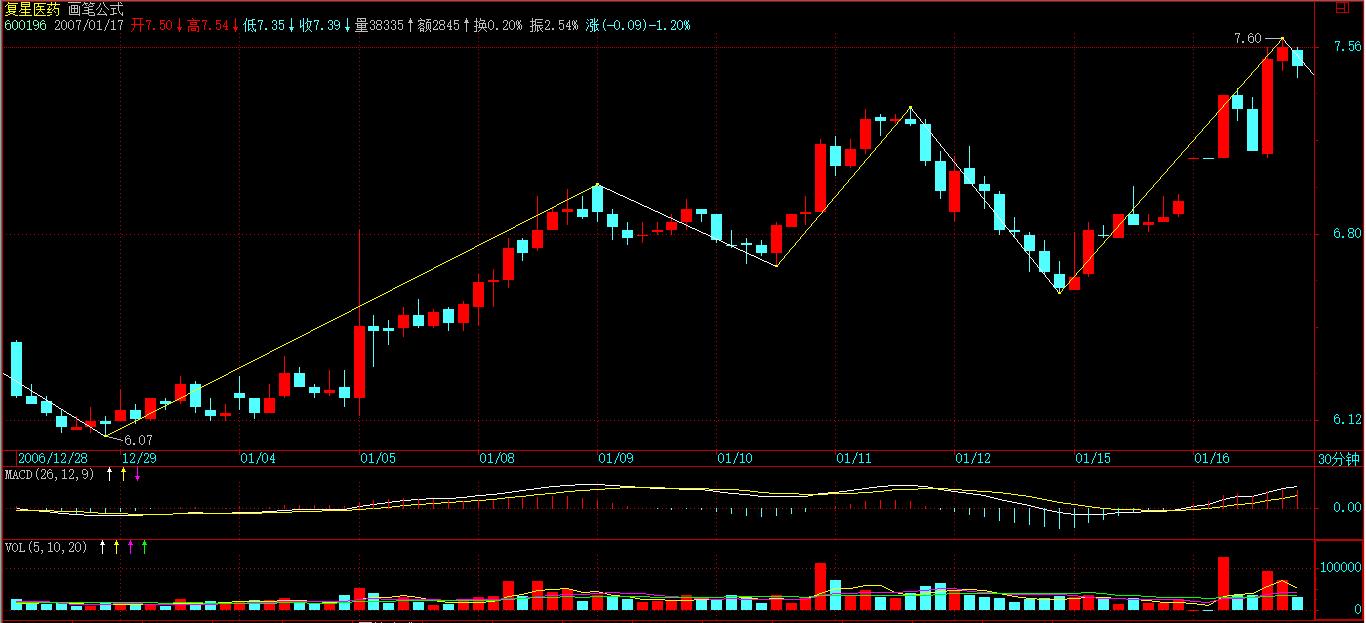 复星医药 画笔公式
600196 2007/01/17 开7.50↓高7.54↓低7.35↓收7.39↓量38335↑额2845↑换0.20% 振2.54% 涨(-0.09)-1.20%
日
7.60
7.56
6.80
6.12
6.07
2006/12/28 12/29 01/04 01/05 01/08 01/09 01/10 01/11 01/12 01/15 01/16 30分钟
MACD(26,12,9) ↑ ↑ ↓
0.00
VOL(5,10,20) ↑ ↑ ↑ ↑
100000
0